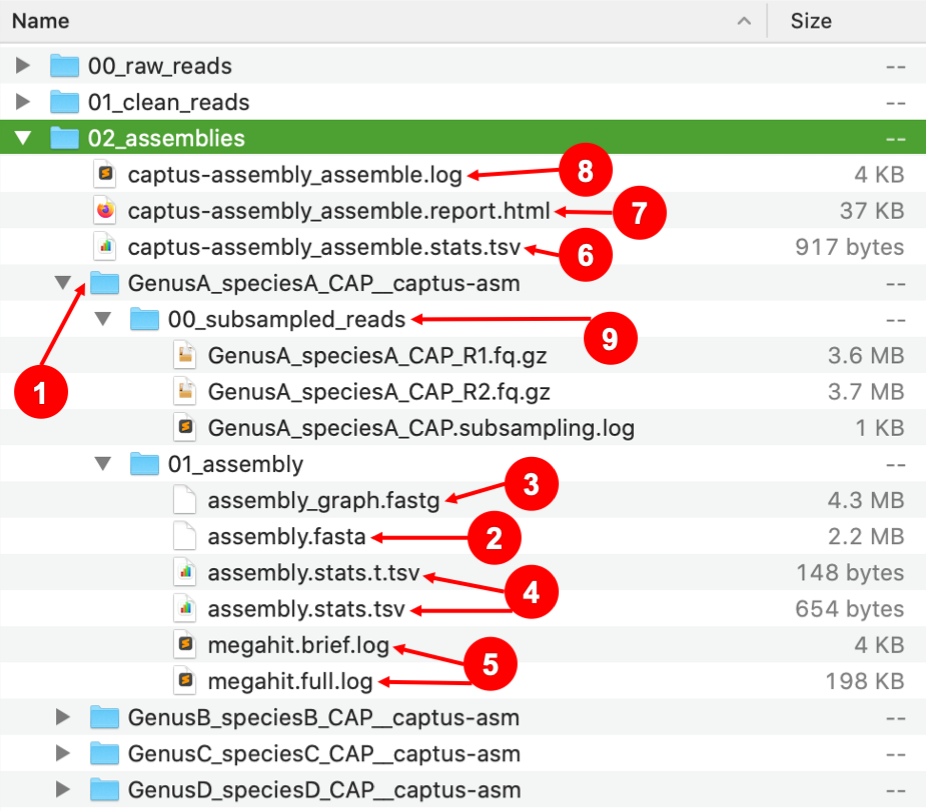 Name Size
00_raw_reads --
01_clean_reads --
02_assemblies --
captus-assembly_assemble.log 8 4 KB
captus-assembly_assemble.report.html 7 37 KB
captus-assembly_assemble.stats.tsv 6 917 bytes
GenusA_speciesA_CAP__captus-asm --
00_subsampled_reads 9 --
GenusA_speciesA_CAP_R1.fq.gz 3.6 MB
1 GenusA_speciesA_CAP_R2.fq.gz 3.7 MB
GenusA_speciesA_CAP.subsampling.log 1 KB
01_assembly --
assembly_graph.fastg 3 4.3 MB
assembly.fasta 2 2.2 MB
assembly.stats.t.tsv 4 148 bytes
assembly.stats.tsv 654 bytes
megahit.brief.log 5 4 KB
megahit.full.log 198 KB
GenusB_speciesB_CAP__captus-asm --
GenusC_speciesC_CAP__captus-asm --
GenusD_speciesD_CAP__captus-asm --